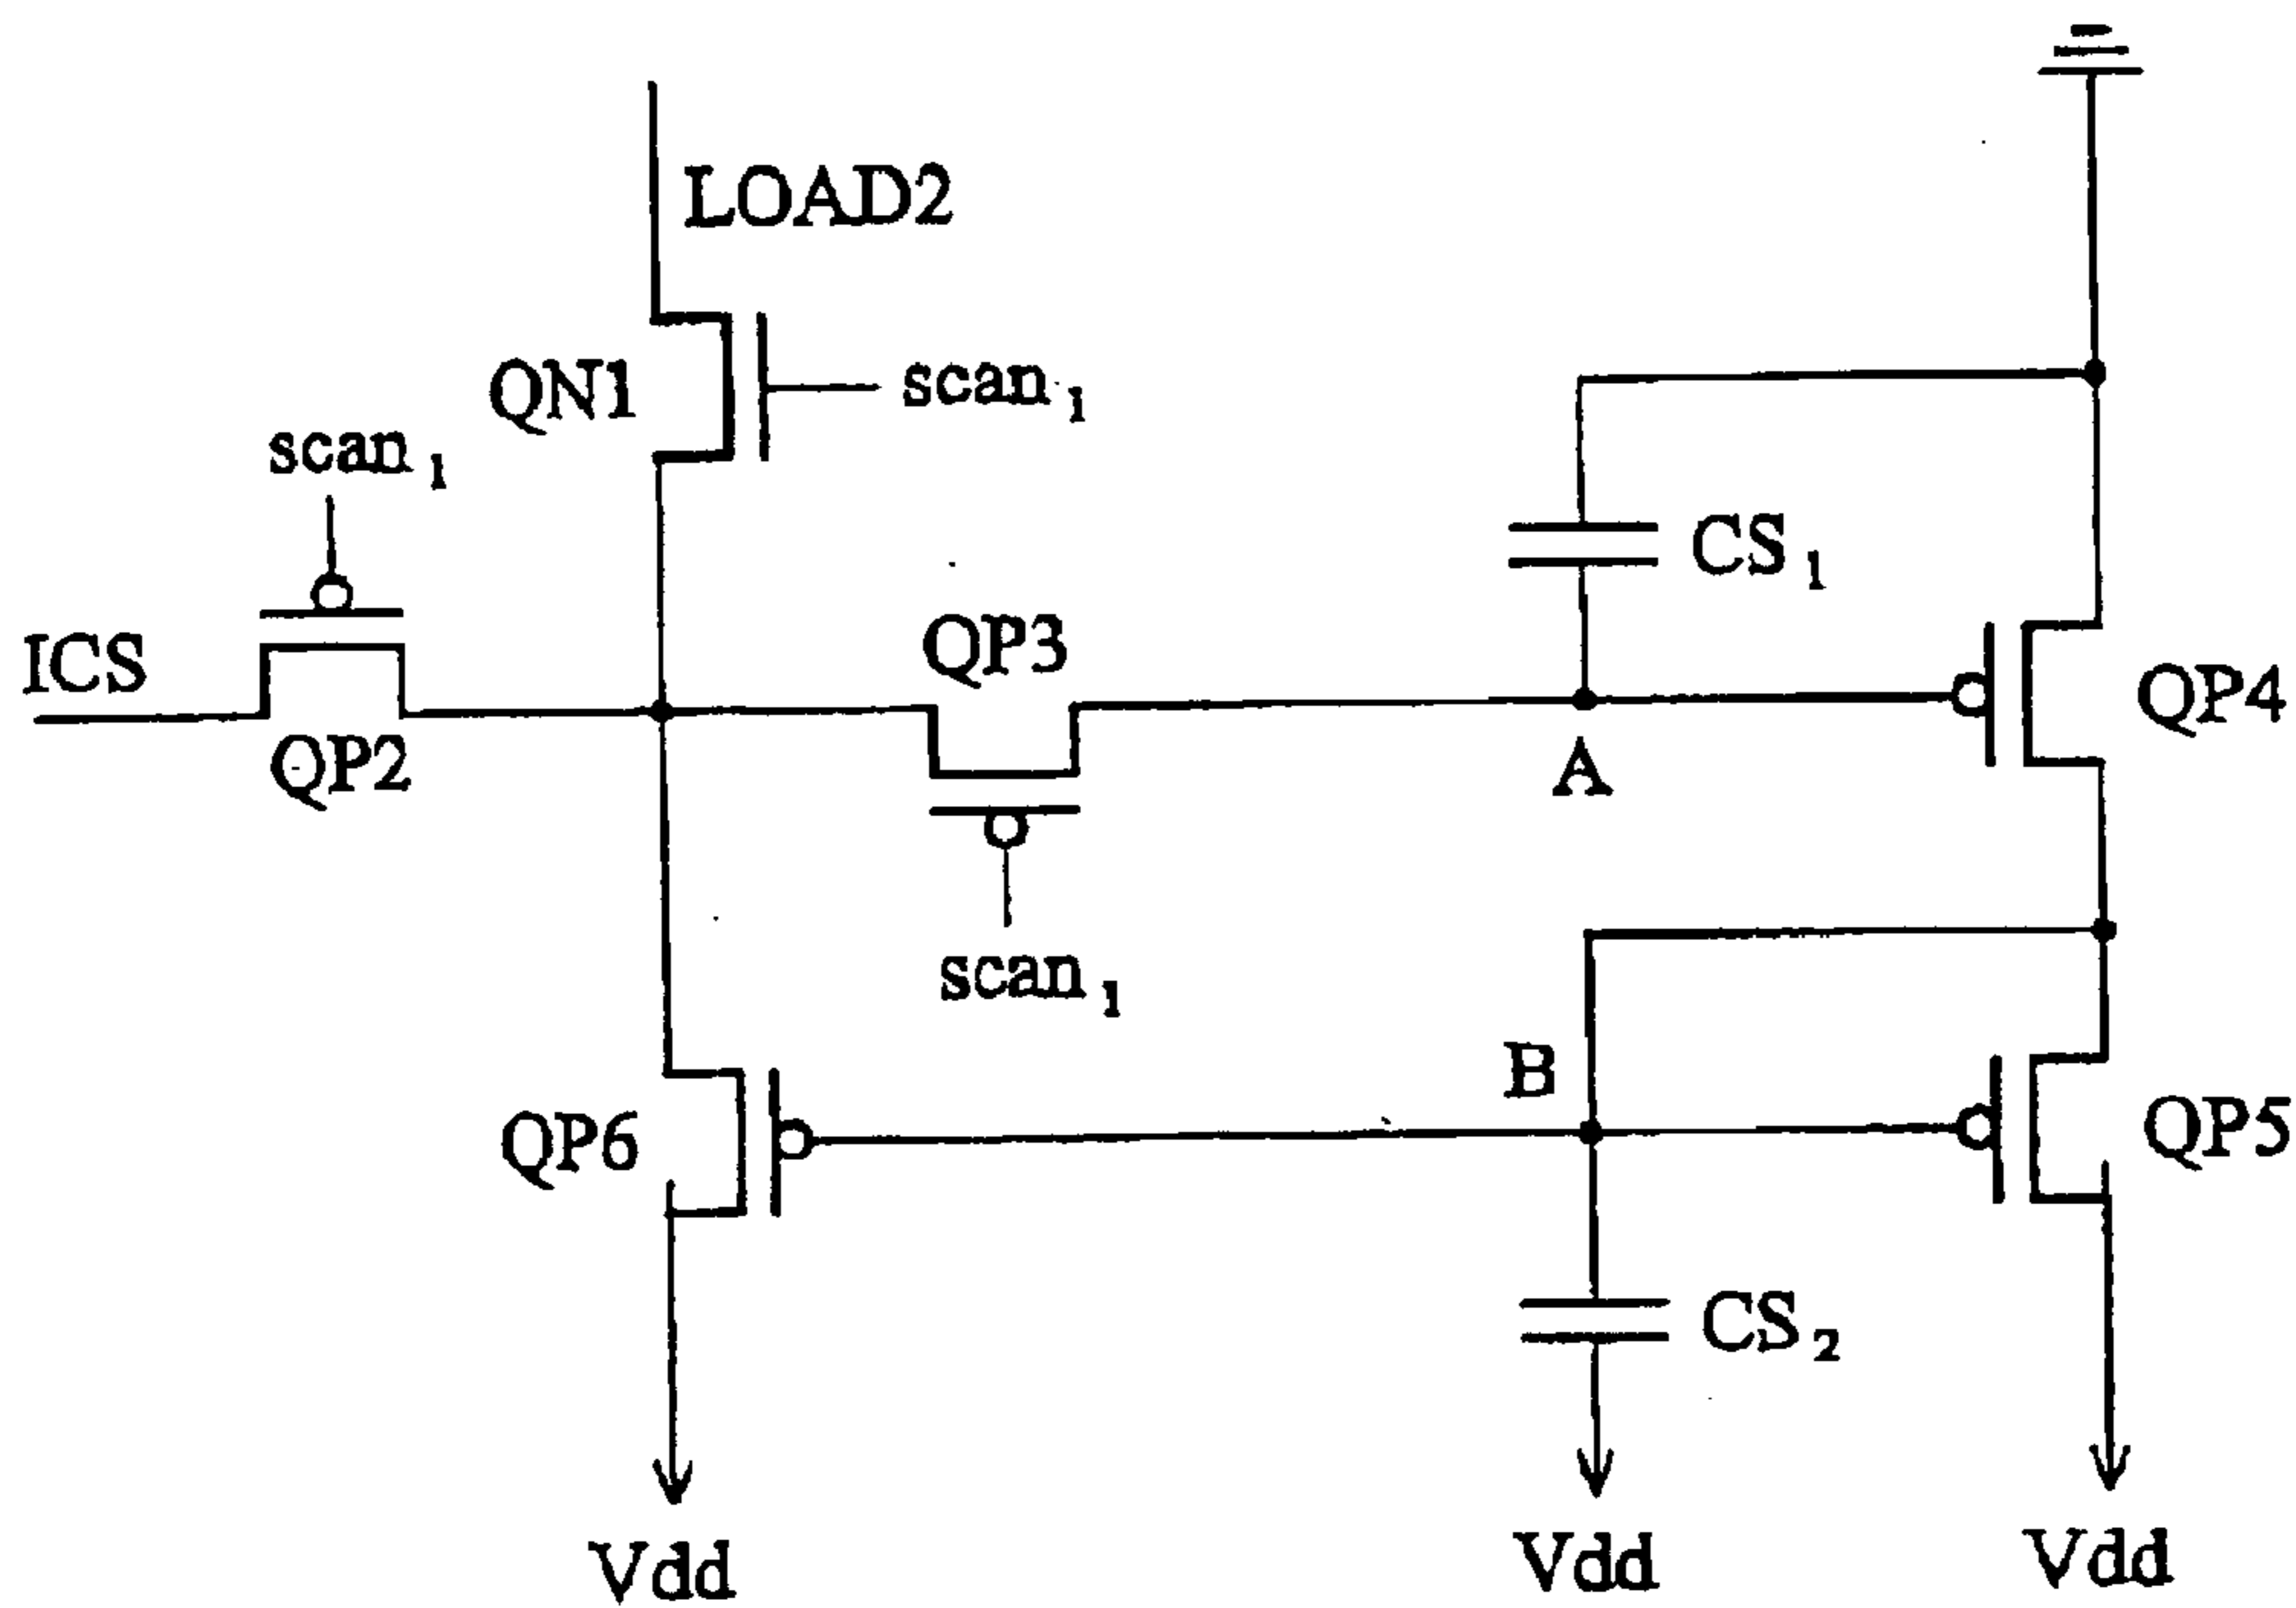 LOAD2
QN1
scan₁
scan₁
CS₁
ICS
QP3
QP4
QP2
A
scan₁
B
QP6
QP5
CS₂
Vdd
Vdd
Vdd